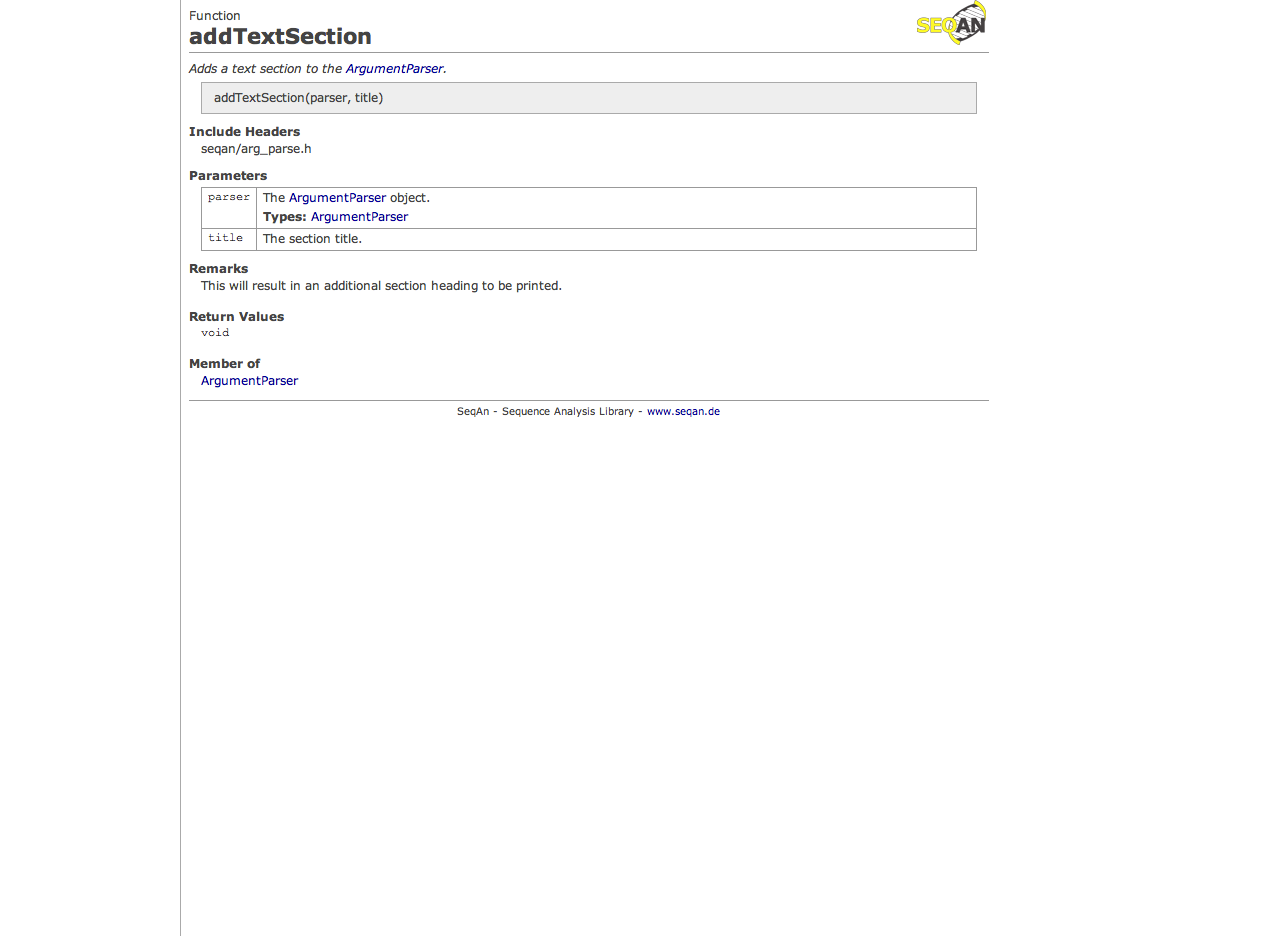 Function
addTextSection
SEQAN
Adds a text section to the ArgumentParser.
addTextSection(parser, title)
Include Headers
seqan/arg_parse.h
Parameters
parser The ArgumentParser object.
Types: ArgumentParser
title The section title.
Remarks
This will result in an additional section heading to be printed.
Return Values
void
Member of
ArgumentParser
SeqAn - Sequence Analysis Library - www.seqan.de